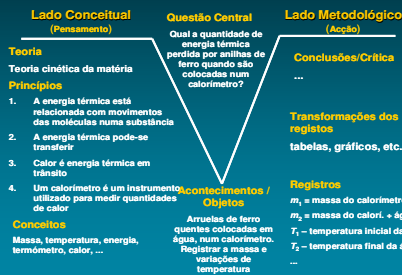 Lado Conceitual
(Pensamento)
Teoria
Teoria cinética da matéria
Princípios
1. A energia térmica está
relacionada com movimentos
das moléculas numa substância
2. A energia térmica pode-se
transferir
3. Calor é energia térmica em
trânsito
4. Um calorímetro é um instrumento
utilizado para medir quantidades
de calor
Conceitos
Massa, temperatura, energia,
termómetro, calor, ...
Questão Central
Qual a quantidade de
energia térmica
perdida por anilhas de
ferro quando são
colocadas num
calorímetro?
Acontecimentos /
Objetos
Arruelas de ferro
quentes colocadas em
água, num calorímetro.
Registrar a massa e
variações de
temperatura
Lado Metodológico
(Acção)
Conclusões/Crítica
...
Transformações dos
registos
tabelas, gráficos, etc.
Registros
m₁ = massa do calorímetro
m₂ = massa do calorí. + ág
T₁ – temperatura inicial da
T₂ – temperatura final da á
...